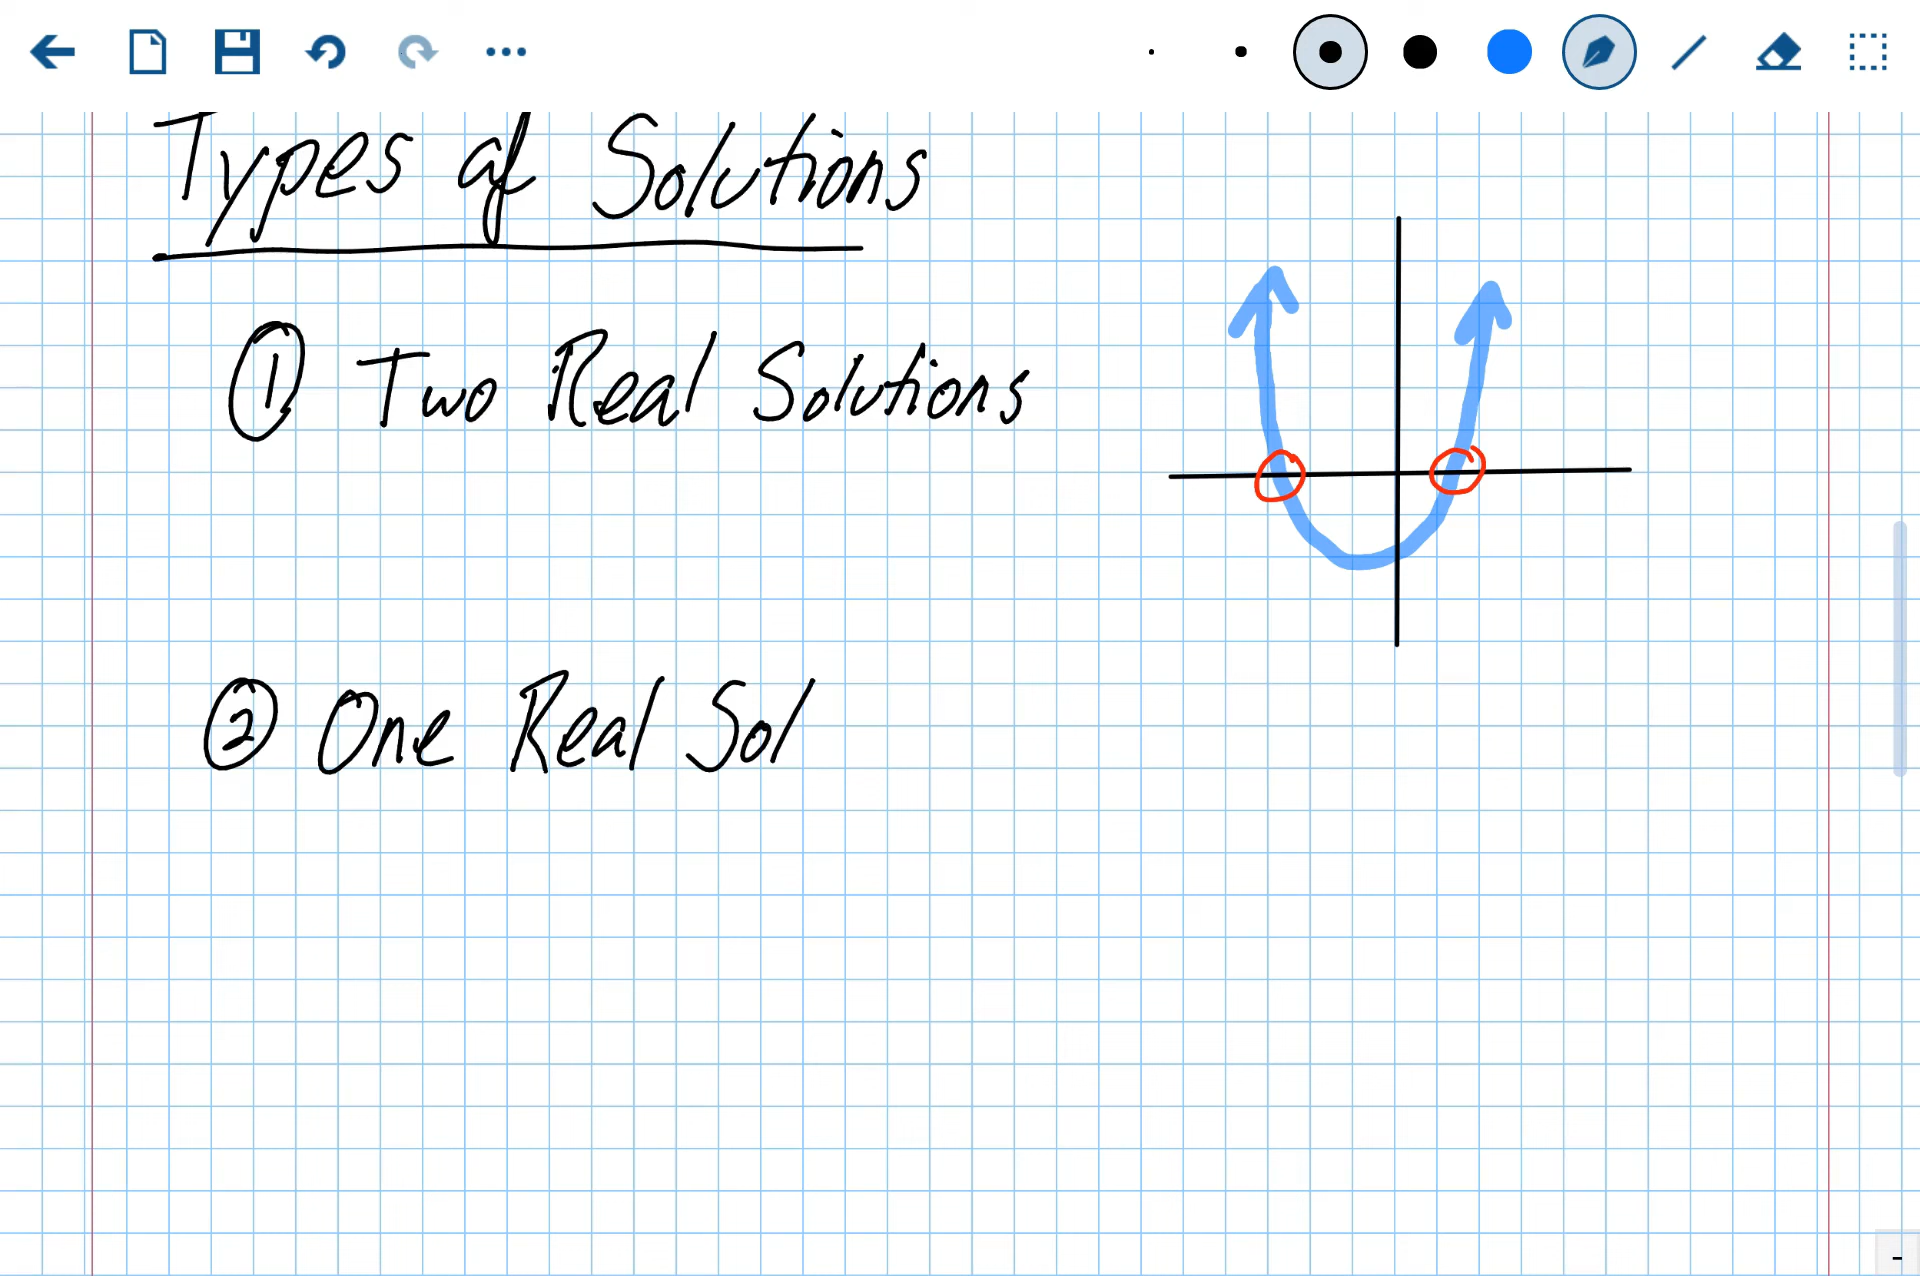 Types of Solutions
① Two Real Solutions
② One Real Sol